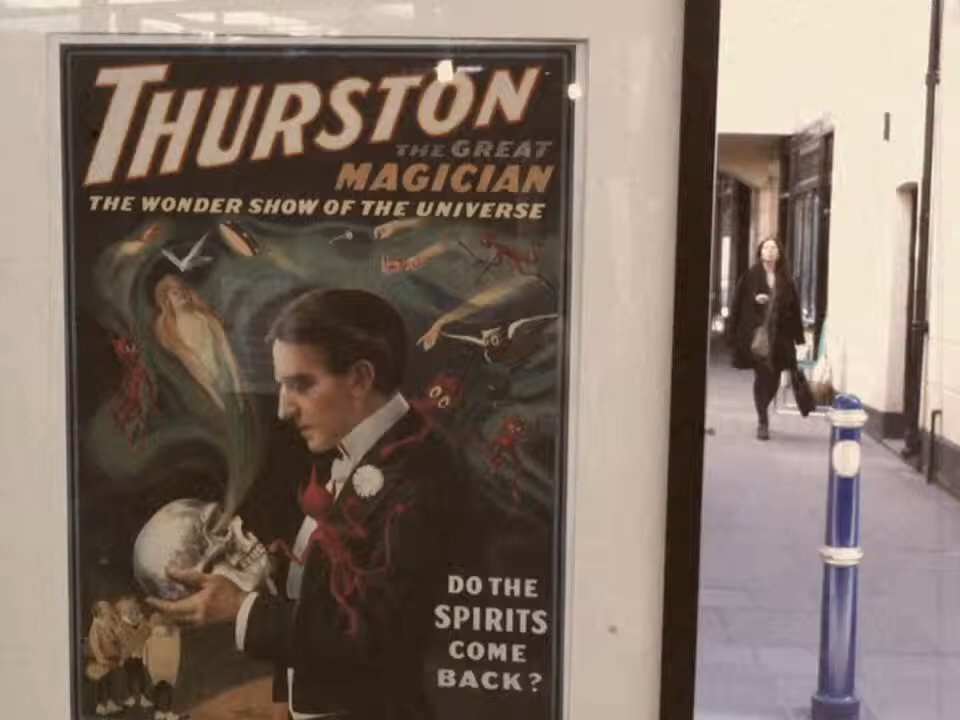 THURSTON
THE GREAT
MAGICIAN
THE WONDER SHOW OF THE UNIVERSE
DO THE
SPIRITS
COME
BACK?